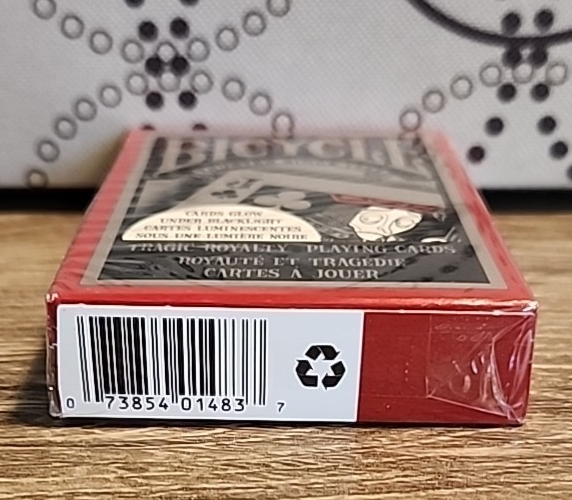 BICYCLE
CARDS GLOW
UNDER BLACKLIGHT
CARTES LUMINESCENTES
SOUS UNE LUMIÈRE NOIRE
TRAGIC ROYALTY PLAYING CARDS
ROYAUTÉ ET TRAGÉDIE
CARTES À JOUER
0 73854 01483 7